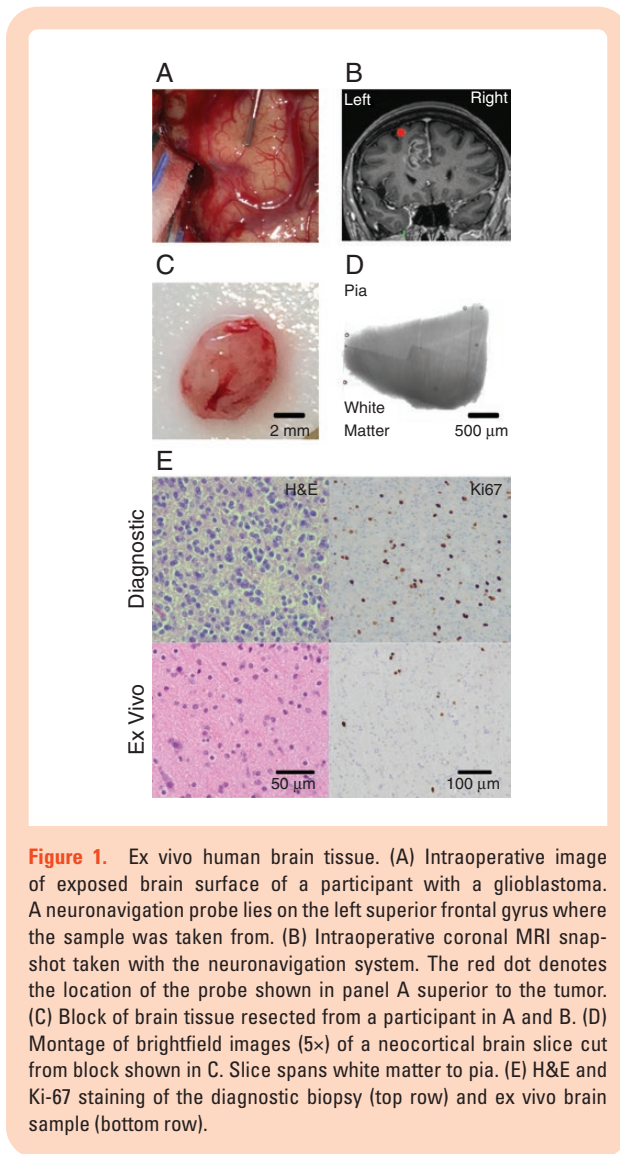 A
B
Left
Right
C
D
Pia
2 mm
White
Matter
500 µm
E
H&E
Ki67
Diagnostic
Ex Vivo
50 µm
100 µm
Figure 1. Ex vivo human brain tissue. (A) Intraoperative image
of exposed brain surface of a participant with a glioblastoma.
A neuronavigation probe lies on the left superior frontal gyrus where
the sample was taken from. (B) Intraoperative coronal MRI snap-
shot taken with the neuronavigation system. The red dot denotes
the location of the probe shown in panel A superior to the tumor.
(C) Block of brain tissue resected from a participant in A and B. (D)
Montage of brightfield images (5×) of a neocortical brain slice cut
from block shown in C. Slice spans white matter to pia. (E) H&E and
Ki-67 staining of the diagnostic biopsy (top row) and ex vivo brain
sample (bottom row).